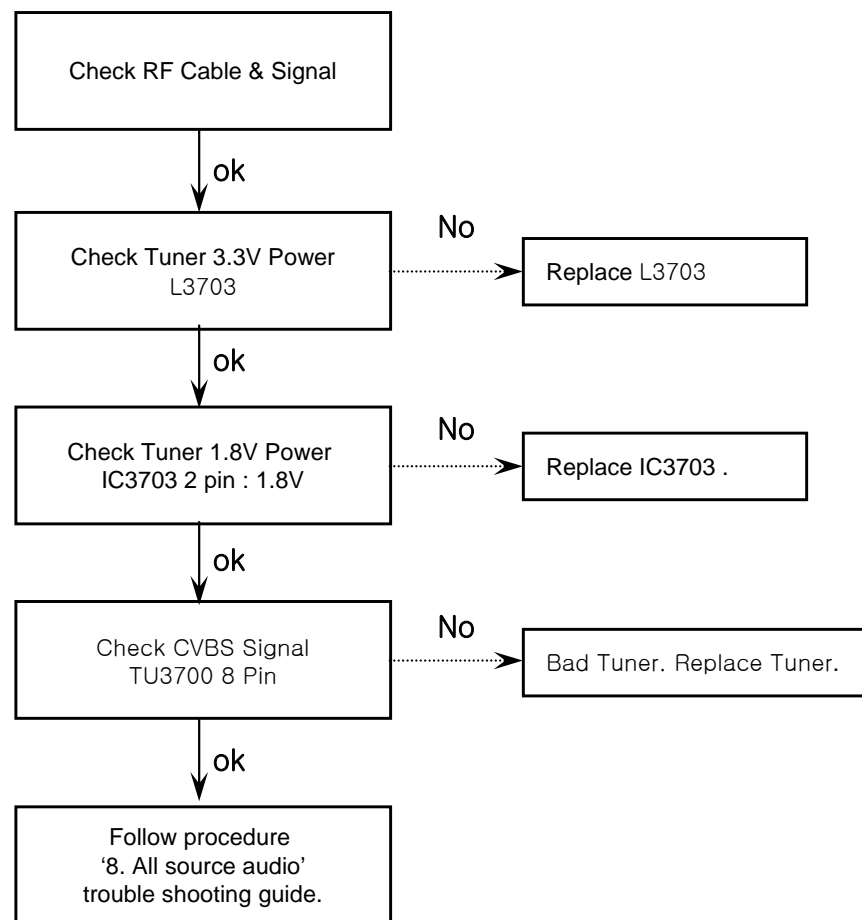 Check RF Cable & Signal
ok
Check Tuner 3.3V Power
L3703
No
Replace L3703
ok
Check Tuner 1.8V Power
IC3703 2 pin : 1.8V
No
Replace IC3703 .
ok
Check CVBS Signal
TU3700 8 Pin
No
Bad Tuner. Replace Tuner.
ok
Follow procedure
‘8. All source audio’
trouble shooting guide.